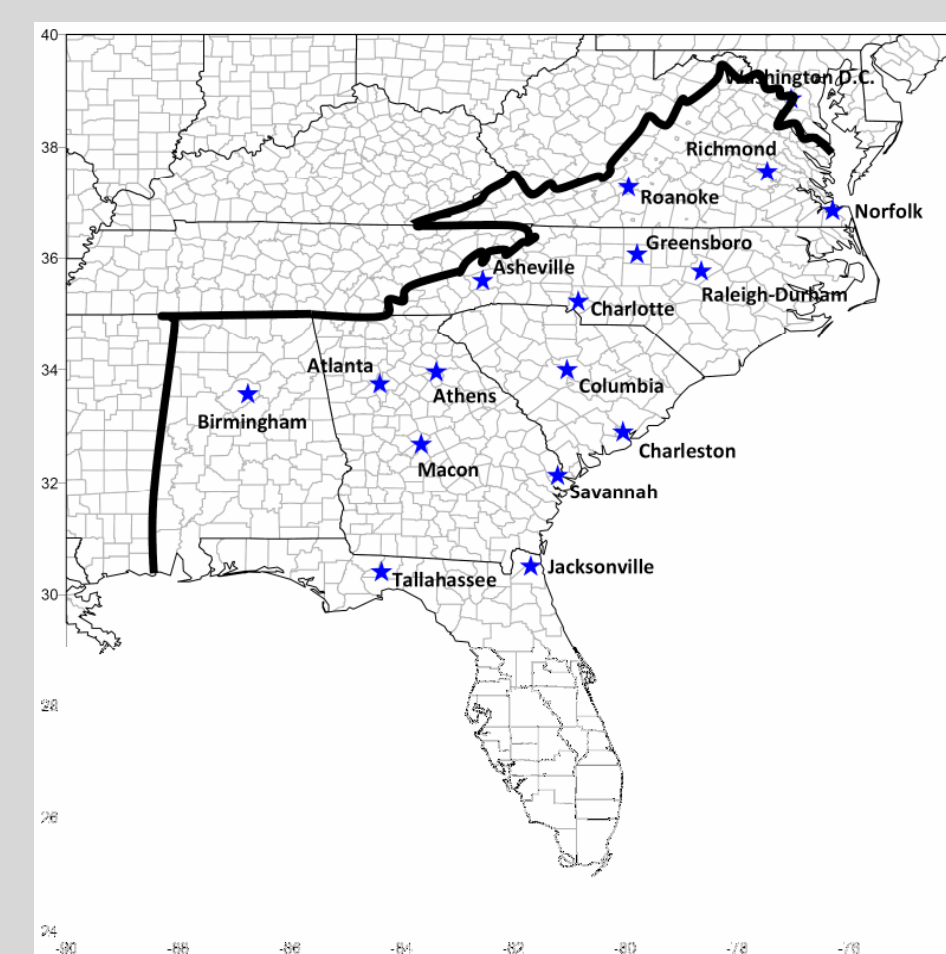 40
Washington D.C.
38
Richmond
Roanoke
Norfolk
Greensboro
36
Asheville
Raleigh-Durham
Charlotte
34
Atlanta
Athens
Columbia
Birmingham
Charleston
Macon
32
Savannah
Jacksonville
Tallahassee
30
28
26
24
-90 -88 -86 -84 -82 -80 -78 -76